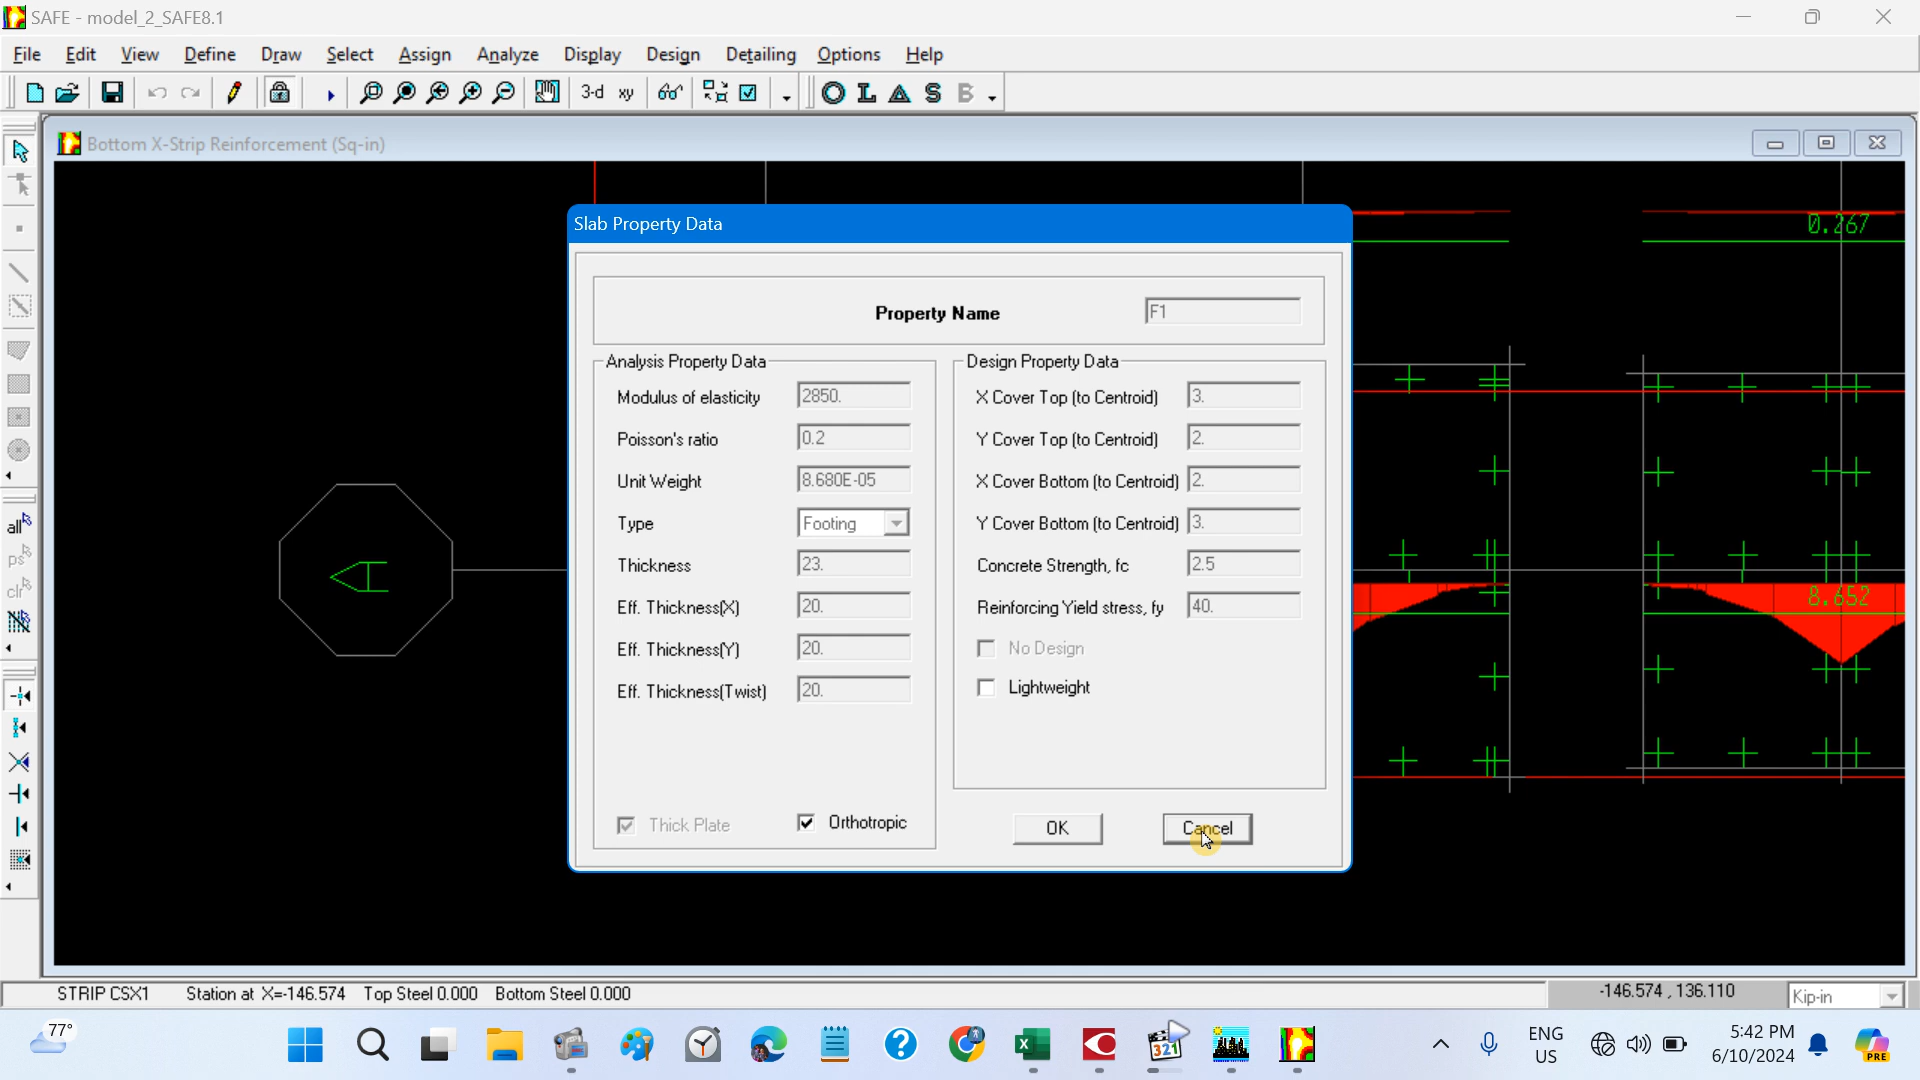 SAFE - model_2_SAFE8.1
File Edit View Define Draw Select Assign Analyze Display Design Detailing Options Help
3-d xy
Bottom X-Strip Reinforcement (Sq-in)
Slab Property Data
0.267
Property Name F1
Analysis Property Data
Modulus of elasticity 2850.
Poisson's ratio 0.2
Unit Weight 8.680E-05
Type Footing
Thickness 23.
Eff. Thickness(X) 20.
Eff. Thickness(Y) 20.
Eff. Thickness(Twist) 20.
Thick Plate Orthotropic
Design Property Data
X Cover Top (to Centroid) 3.
Y Cover Top (to Centroid) 2.
X Cover Bottom (to Centroid) 2.
Y Cover Bottom (to Centroid) 3.
Concrete Strength, fc 2.5
Reinforcing Yield stress, fy 40.
No Design
Lightweight
OK Cancel
8.652
A
all
ps
clr
STRIP CSX1 Station at X=-146.574 Top Steel 0.000 Bottom Steel 0.000
-146.574 , 136.110
Kip-in
77°
321
ENG
US
5:42 PM
6/10/2024
PRE